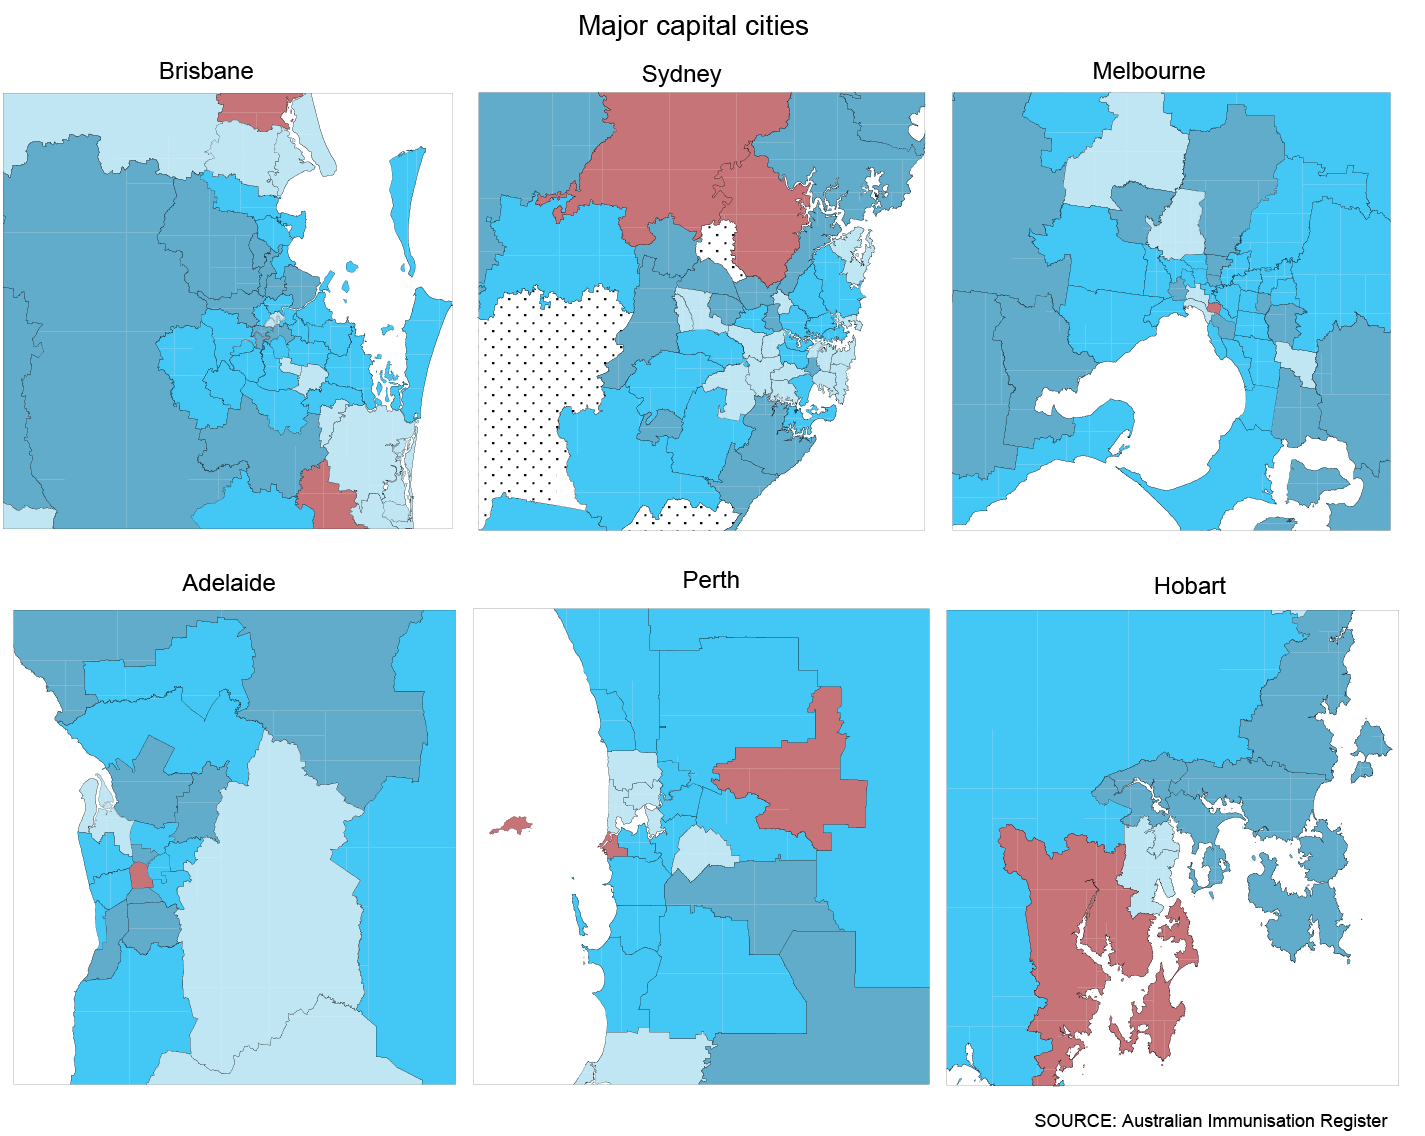 Major capital cities
Brisbane
Sydney
Melbourne
Adelaide
Perth
Hobart
SOURCE: Australian Immunisation Register